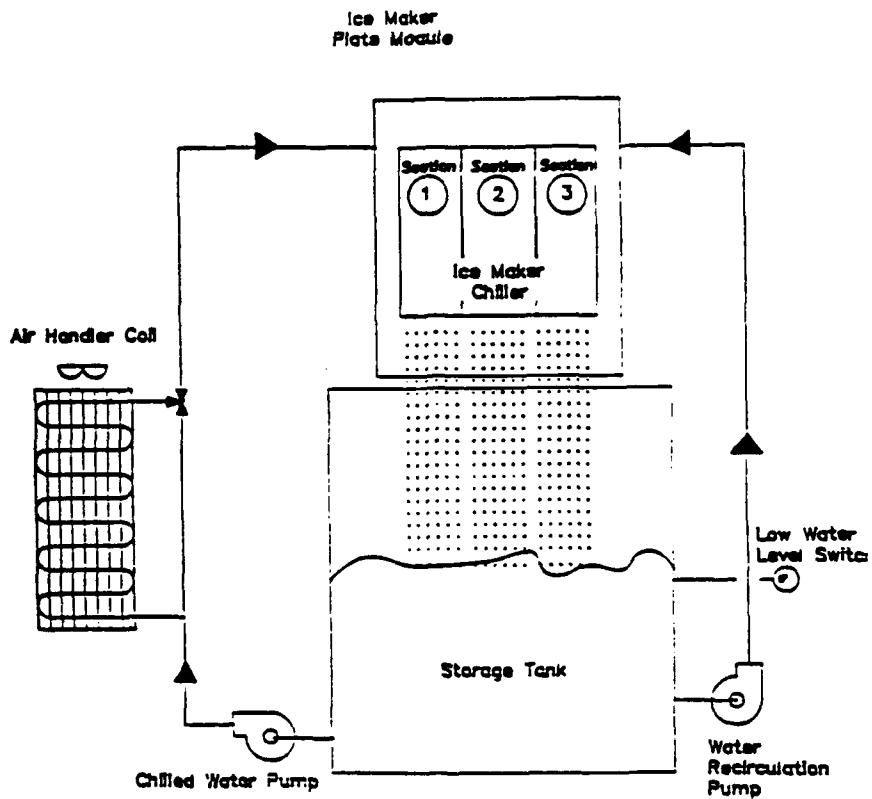 Ice Maker
Plate Module
Section Section Section
1 2 3
Ice Maker
Chiller
Air Handler Coil
Low Water
Level Switc
Storage Tank
Chilled Water Pump
Water
Recirculation
Pump